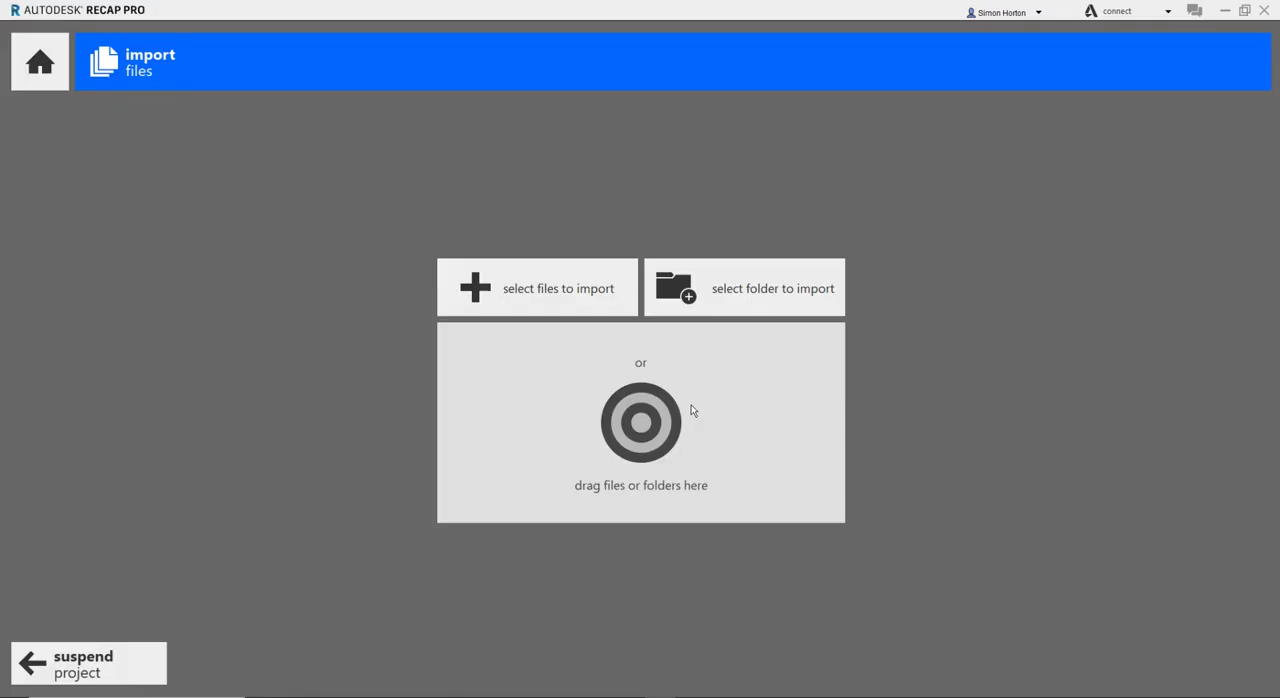 R AUTODESK® RECAP PRO
Simon Horton
connect
import
files
select files to import
select folder to import
or
drag files or folders here
suspend
project